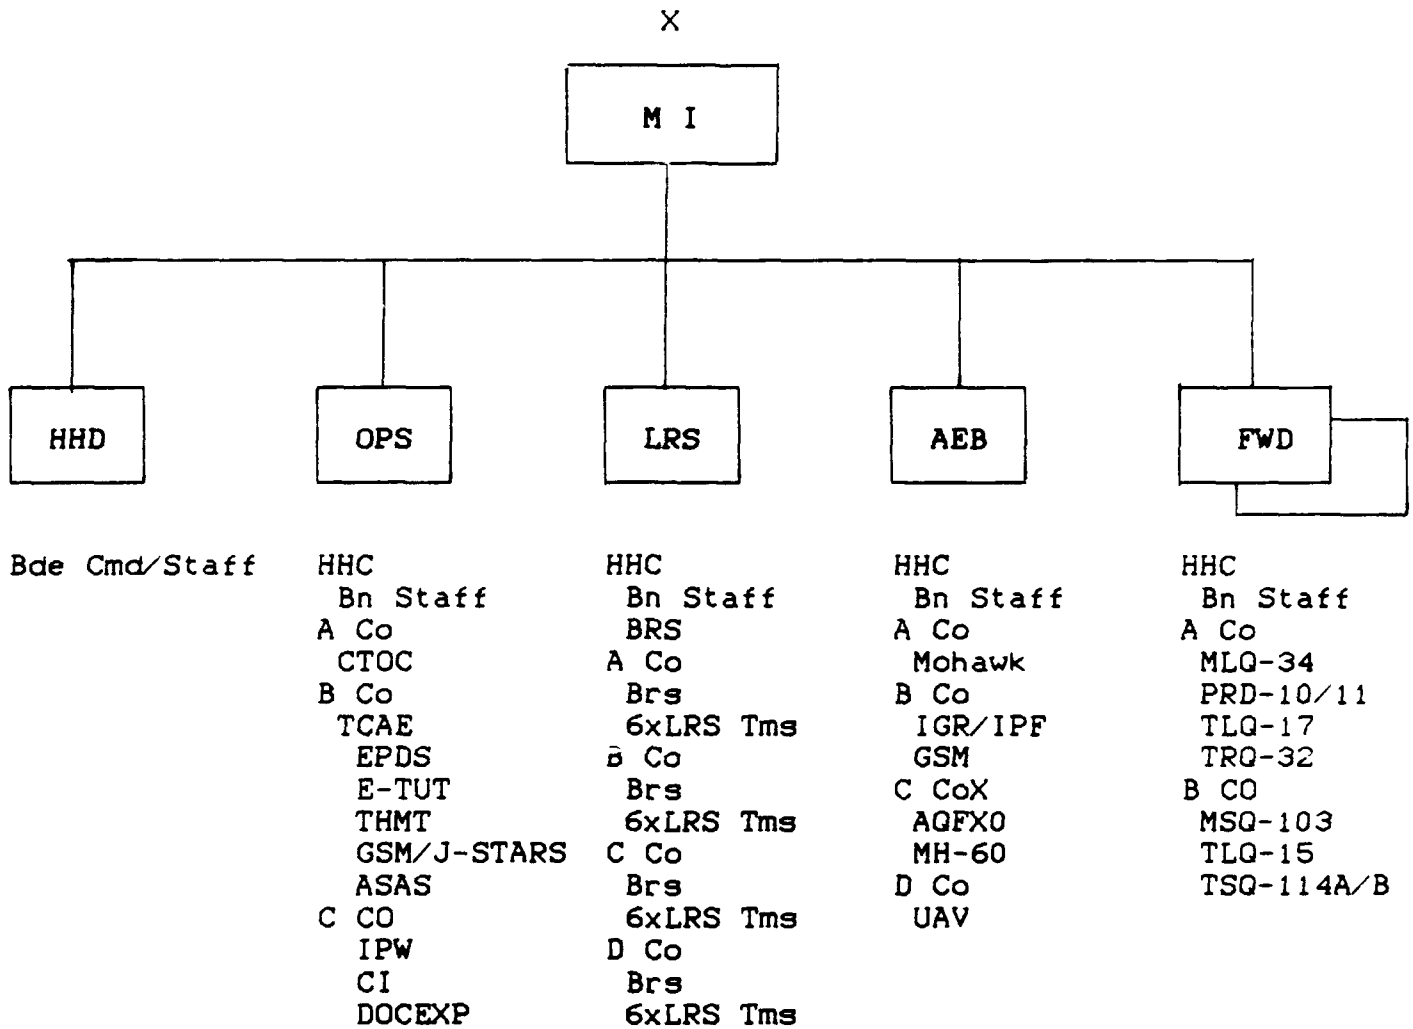 X
M I
HHD
OPS
LRS
AEB
FWD
Bde Cmd/Staff
HHC
Bn Staff
A Co
CTOC
B Co
TCAE
EPDS
E-TUT
THMT
GSM/J-STARS
ASAS
C CO
IPW
CI
DOCEXP
HHC
Bn Staff
BRS
A Co
Brs
6xLRS Tms
B Co
Brs
6xLRS Tms
C Co
Brs
6xLRS Tms
D Co
Brs
6xLRS Tms
HHC
Bn Staff
A Co
Mohawk
B Co
IGR/IPF
GSM
C CoX
AQFXO
MH-60
D Co
UAV
HHC
Bn Staff
A Co
MLQ-34
PRD-10/11
TLQ-17
TRQ-32
B CO
MSQ-103
TLQ-15
TSQ-114A/B